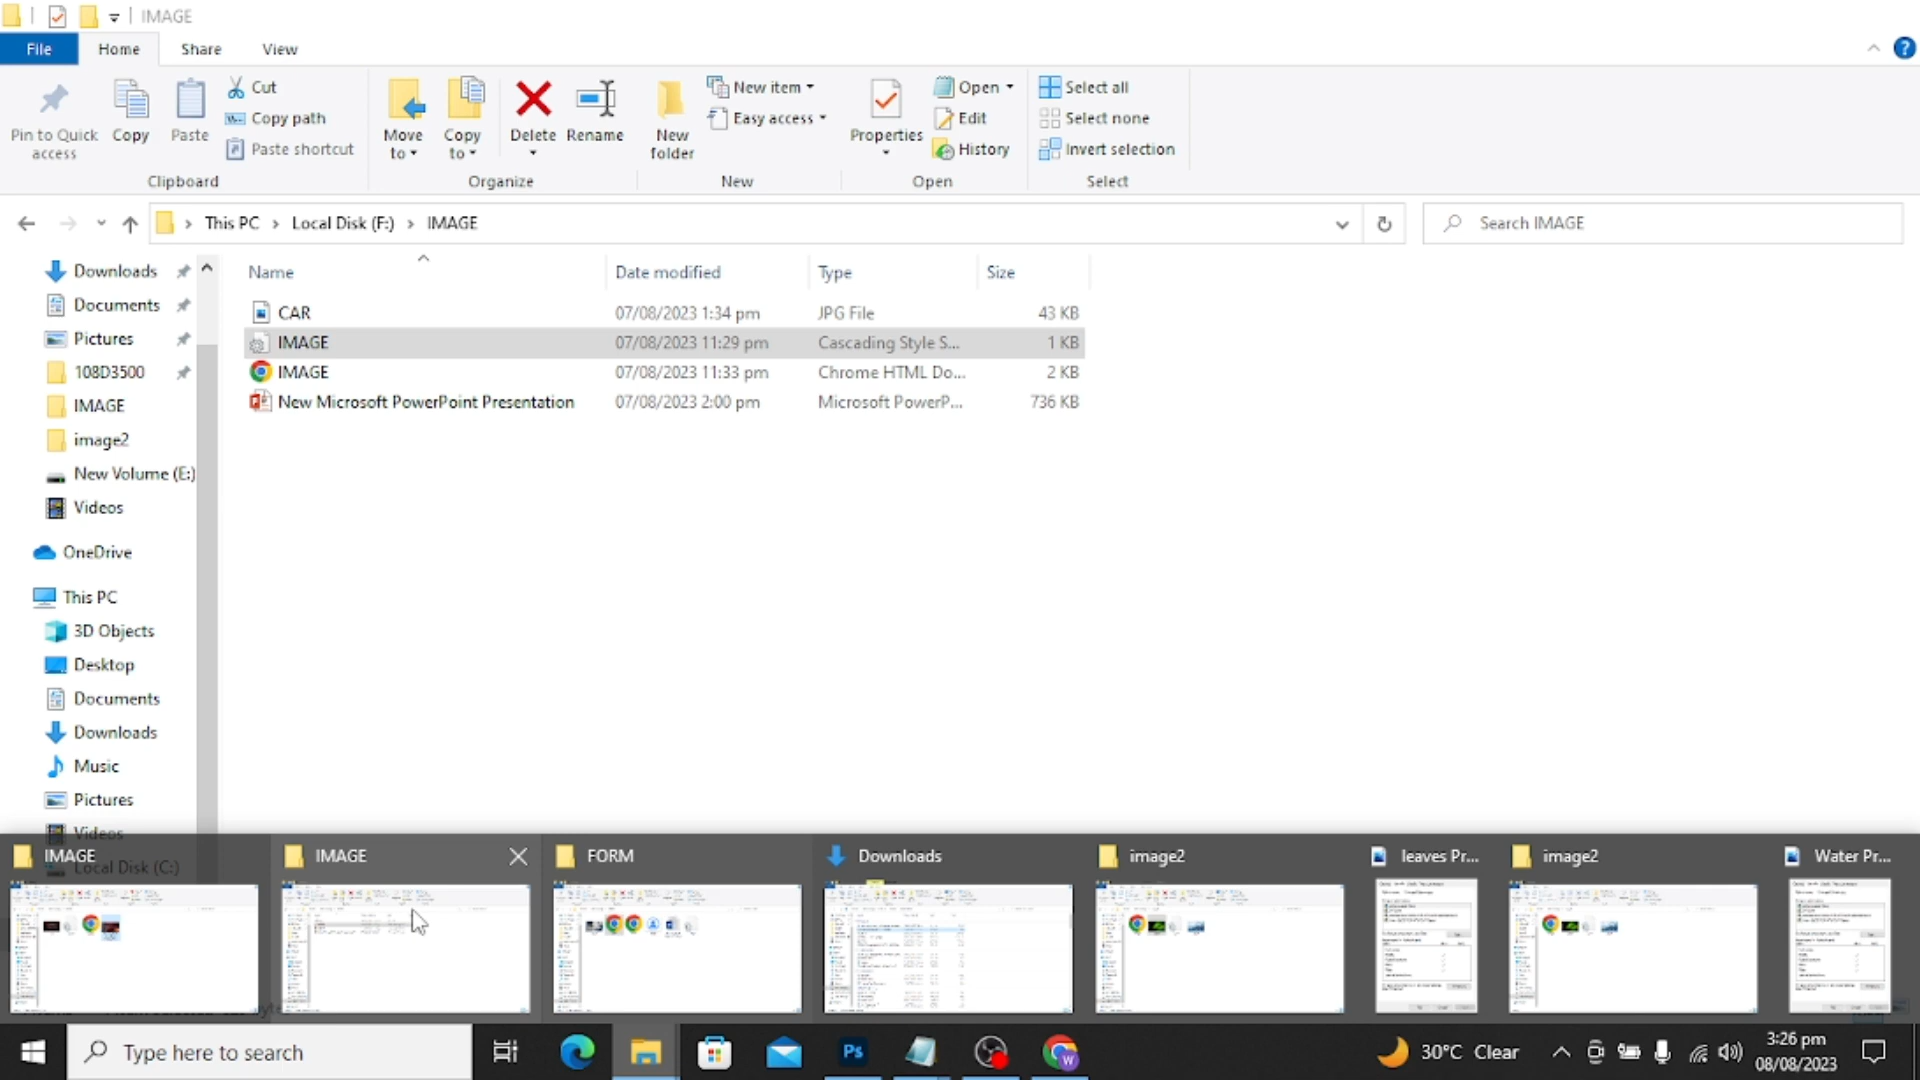 IMAGE
File Home Share View
Pin to Quick access
Copy
Paste
Cut
Copy path
Paste shortcut
Clipboard
Move to
Copy to
Delete
Rename
Organize
New folder
New item
Easy access
New
Properties
Open
Edit
History
Open
Select all
Select none
Invert selection
Select
This PC › Local Disk (F:) › IMAGE
Search IMAGE
Downloads
Documents
Pictures
108D3500
IMAGE
image2
New Volume (E:)
Videos
OneDrive
This PC
3D Objects
Desktop
Documents
Downloads
Music
Pictures
Videos
Local Disk (C:)
Name Date modified Type Size
CAR 07/08/2023 1:34 pm JPG File 43 KB
IMAGE 07/08/2023 11:29 pm Cascading Style S... 1 KB
IMAGE 07/08/2023 11:33 pm Chrome HTML Do... 2 KB
New Microsoft PowerPoint Presentation 07/08/2023 2:00 pm Microsoft PowerP... 736 KB
IMAGE IMAGE FORM Downloads image2 leaves Pr... image2 Water Pr...
Type here to search
Ps
W
30°C Clear
3:26 pm
08/08/2023